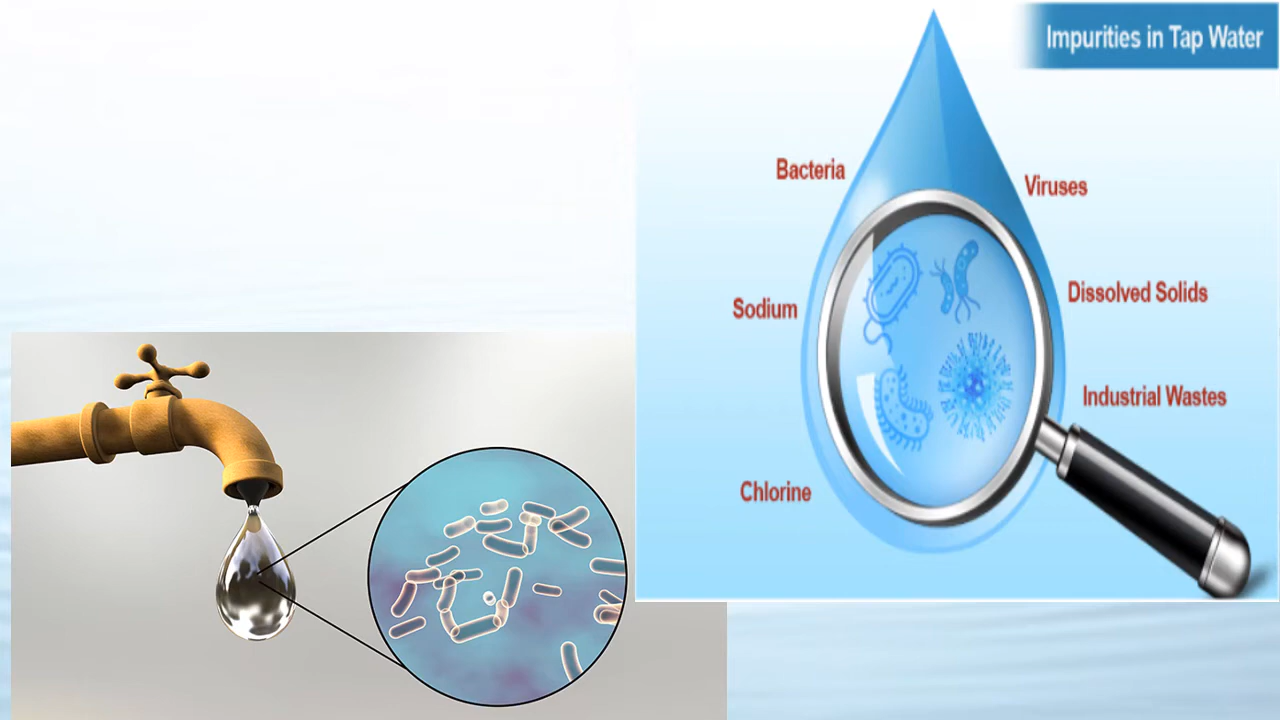 Impurities in Tap Water
Bacteria
Viruses
Sodium
Dissolved Solids
Industrial Wastes
Chlorine